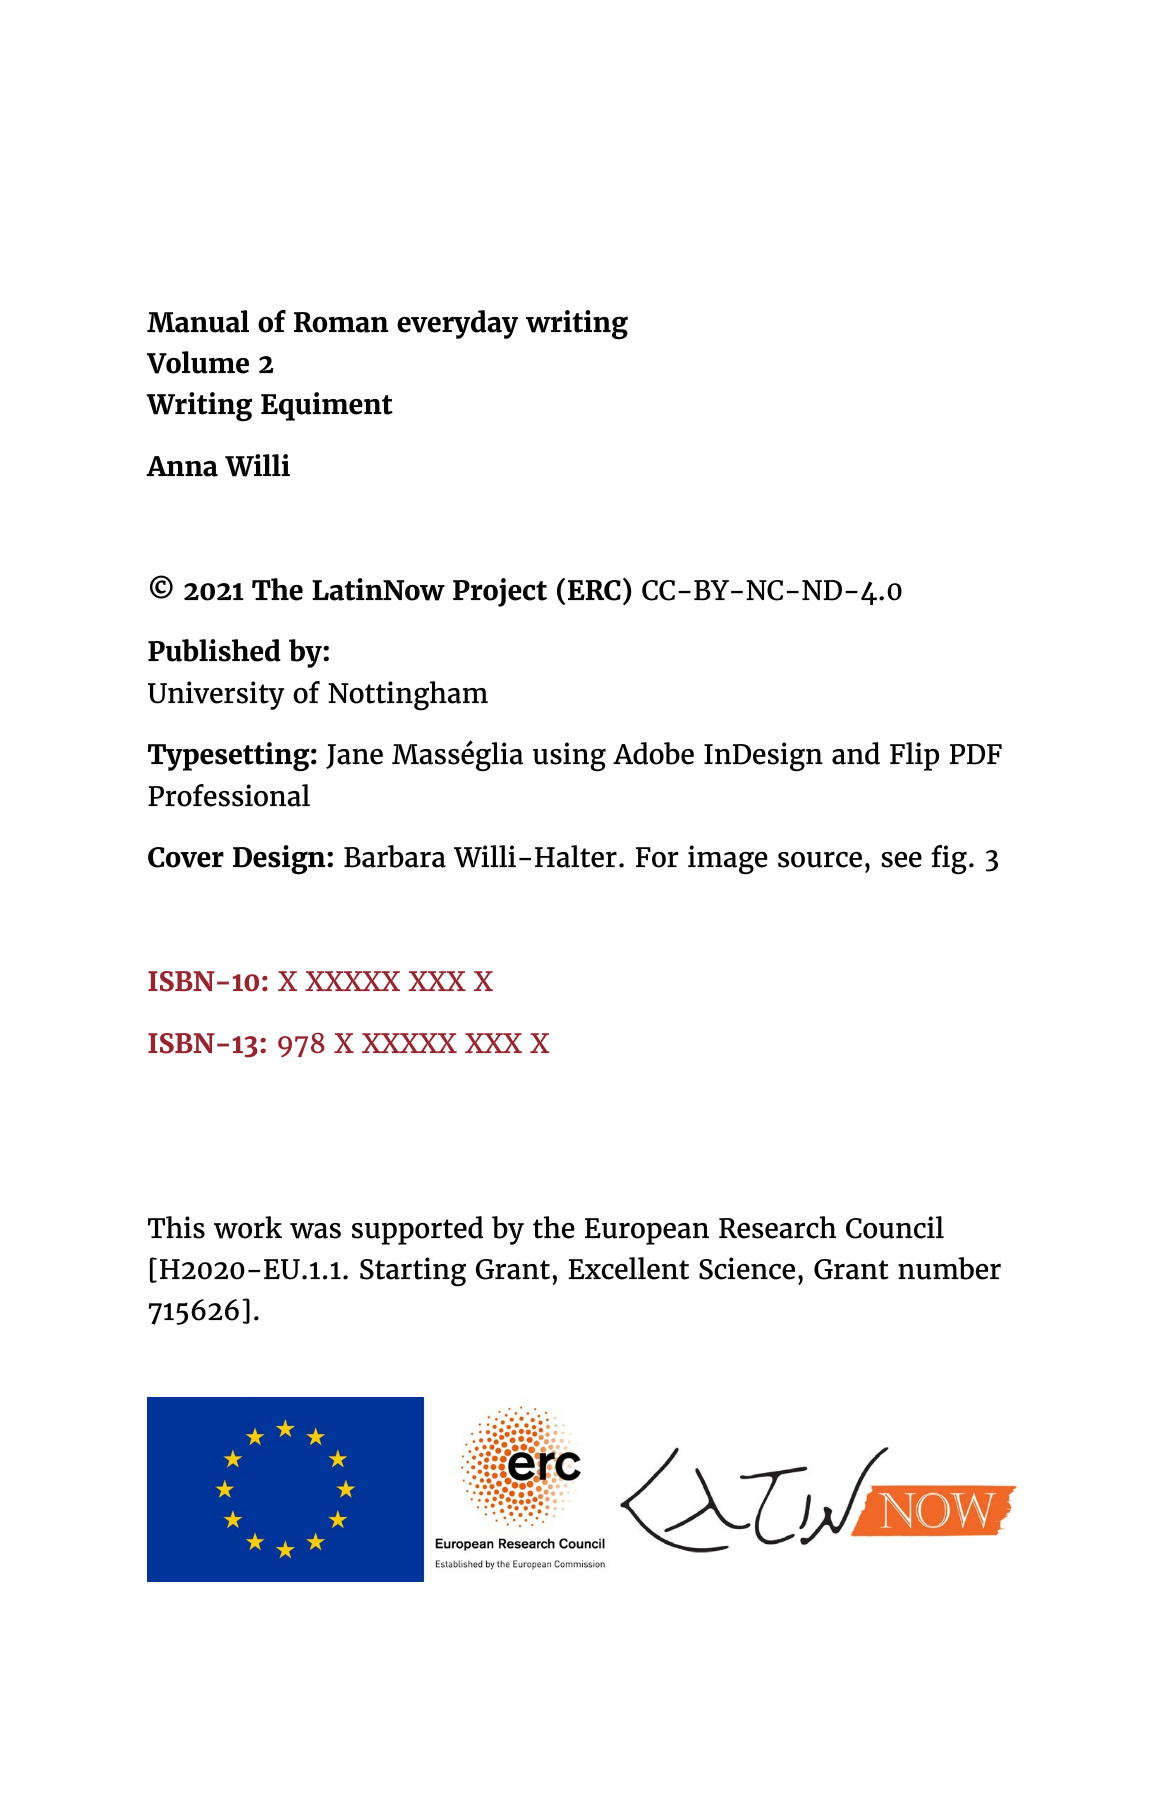 Manual of Roman everyday writing
Volume 2
Writing Equiment
Anna Willi
© 2021 The LatinNow Project (ERC) CC-BY-NC-ND-4.0
Published by:
University of Nottingham
Typesetting: Jane Masséglia using Adobe InDesign and Flip PDF
Professional
Cover Design: Barbara Willi-Halter. For image source, see fig. 3
ISBN-10: X XXXXX XXX X
ISBN-13: 978 X XXXXX XXX X
This work was supported by the European Research Council
[H2020-EU.1.1. Starting Grant, Excellent Science, Grant number
715626].
erc
European Research Council
Established by the European Commission
LATIN NOW